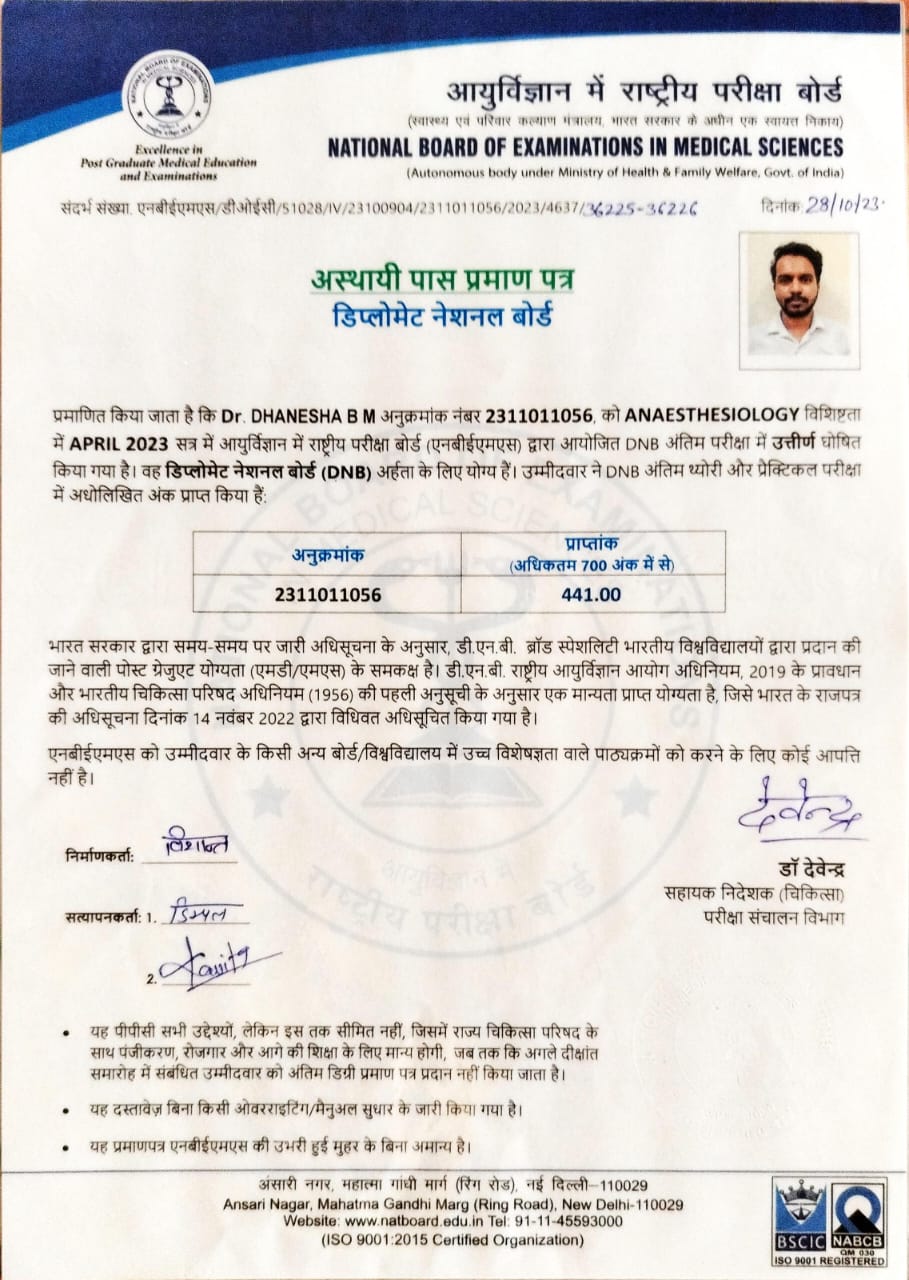 आयुर्विज्ञान में राष्ट्रीय परीक्षा बोर्ड
(स्वास्थ्य एवं परिवार कल्याण मंत्रालय, भारत सरकार के अधीन एक स्वायत्त निकाय)
NATIONAL BOARD OF EXAMINATIONS IN MEDICAL SCIENCES
(Autonomous body under Ministry of Health & Family Welfare, Govt. of India)
Excellence in
Post Graduate Medical Education
and Examinations
संदर्भ संख्या. एनबीईएमएस/डीओईसी/51028/IV/23100904/2311011056/2023/4637/36225-36226
दिनांक 28/10/23.
अस्थायी पास प्रमाण पत्र
डिप्लोमेट नेशनल बोर्ड
प्रमाणित किया जाता है कि Dr. DHANESHA B M अनुक्रमांक नंबर 2311011056, को ANAESTHESIOLOGY विशिष्टता
में APRIL 2023 सत्र में आयुर्विज्ञान में राष्ट्रीय परीक्षा बोर्ड (एनबीईएमएस) द्वारा आयोजित DNB अंतिम परीक्षा में उत्तीर्ण घोषित
किया गया है। वह डिप्लोमेट नेशनल बोर्ड (DNB) अर्हता के लिए योग्य हैं। उम्मीदवार ने DNB अंतिम थ्योरी और प्रैक्टिकल परीक्षा
में अधोलिखित अंक प्राप्त किया हैं:
अनुक्रमांक
प्राप्तांक
(अधिकतम 700 अंक में से)
2311011056
441.00
भारत सरकार द्वारा समय-समय पर जारी अधिसूचना के अनुसार, डी.एन.बी. ब्रॉड स्पेशलिटी भारतीय विश्वविद्यालयों द्वारा प्रदान की
जाने वाली पोस्ट ग्रेजुएट योग्यता (एमडी/एमएस) के समकक्ष है। डी.एन.बी. राष्ट्रीय आयुर्विज्ञान आयोग अधिनियम, 2019 के प्रावधान
और भारतीय चिकित्सा परिषद अधिनियम (1956) की पहली अनुसूची के अनुसार एक मान्यता प्राप्त योग्यता है, जिसे भारत के राजपत्र
की अधिसूचना दिनांक 14 नवंबर 2022 द्वारा विधिवत अधिसूचित किया गया है।
एनबीईएमएस को उम्मीदवार के किसी अन्य बोर्ड/विश्वविद्यालय में उच्च विशेषज्ञता वाले पाठ्यक्रमों को करने के लिए कोई आपत्ति
नहीं है।
देवेन्द्र
निर्माणकर्ता:
डॉ देवेन्द्र
सहायक निदेशक (चिकित्सा)
परीक्षा संचालन विभाग
सत्यापनकर्ता: 1.
2.
• यह पीपीसी सभी उद्देश्यों, लेकिन इस तक सीमित नहीं, जिसमें राज्य चिकित्सा परिषद के
साथ पंजीकरण, रोजगार और आगे की शिक्षा के लिए मान्य होगी, जब तक कि अगले दीक्षांत
समारोह में संबंधित उम्मीदवार को अंतिम डिग्री प्रमाण पत्र प्रदान नहीं किया जाता है।
• यह दस्तावेज़ बिना किसी ओवरराइटिंग/मैनुअल सुधार के जारी किया गया है।
• यह प्रमाणपत्र एनबीईएमएस की उभरी हुई मुहर के बिना अमान्य है।
अंसारी नगर, महात्मा गांधी मार्ग (रिंग रोड), नई दिल्ली–110029
Ansari Nagar, Mahatma Gandhi Marg (Ring Road), New Delhi-110029
Website: www.natboard.edu.in Tel: 91-11-45593000
(ISO 9001:2015 Certified Organization)
BSCIC NABCB
QM 030
ISO 9001 REGISTERED